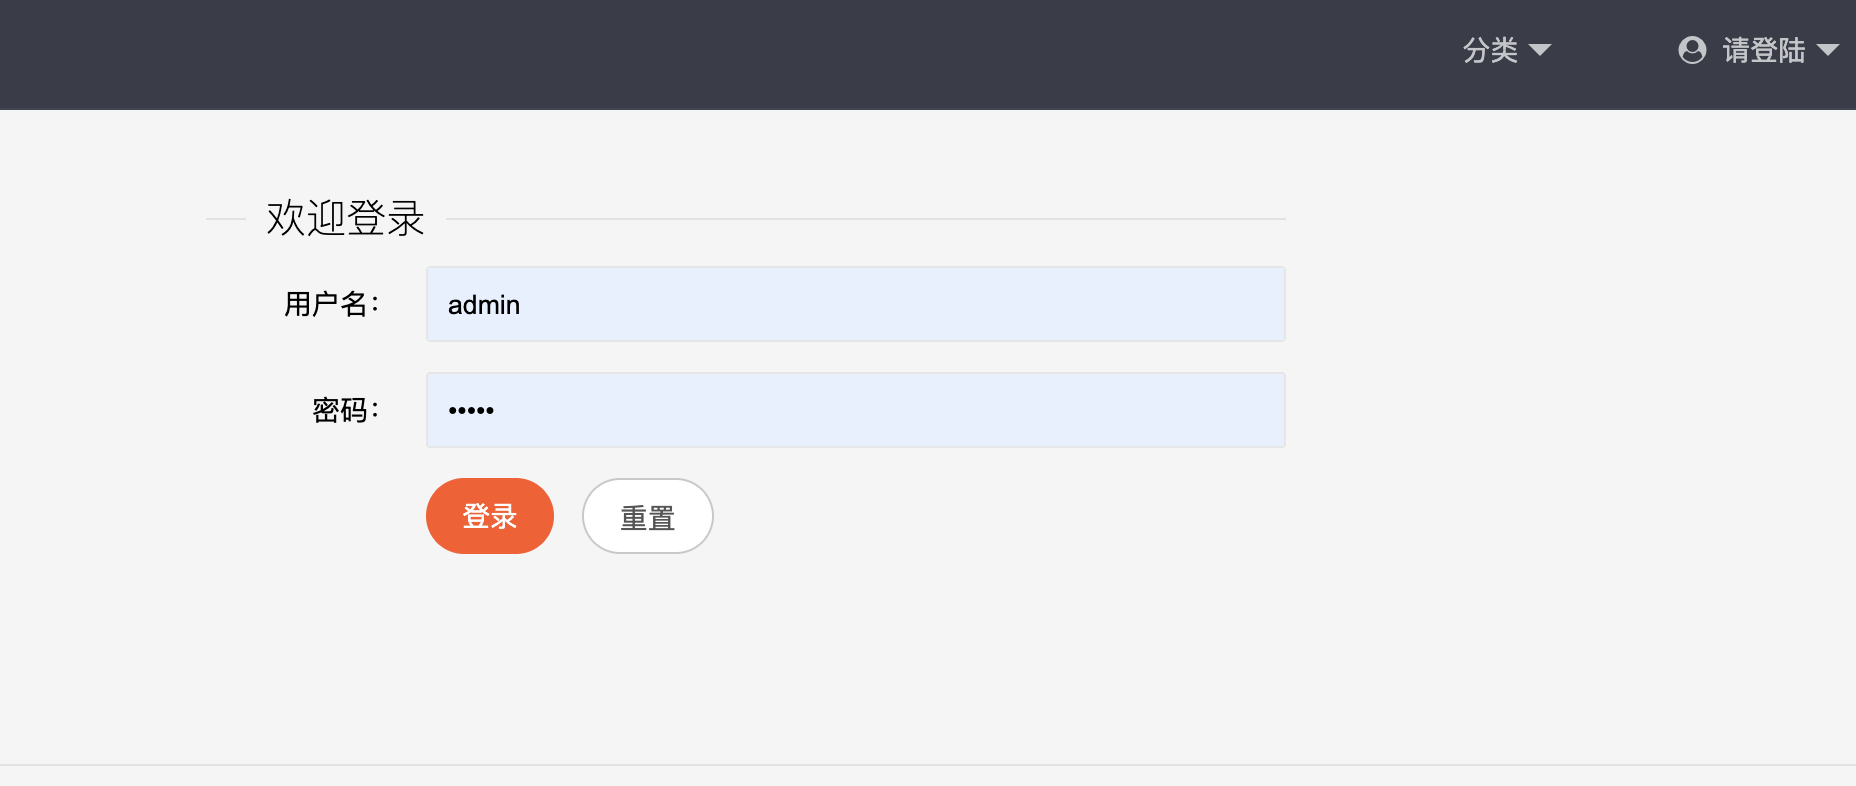 分类
请登陆
欢迎登录
用户名：
admin
密码：
•••••
登录
重置